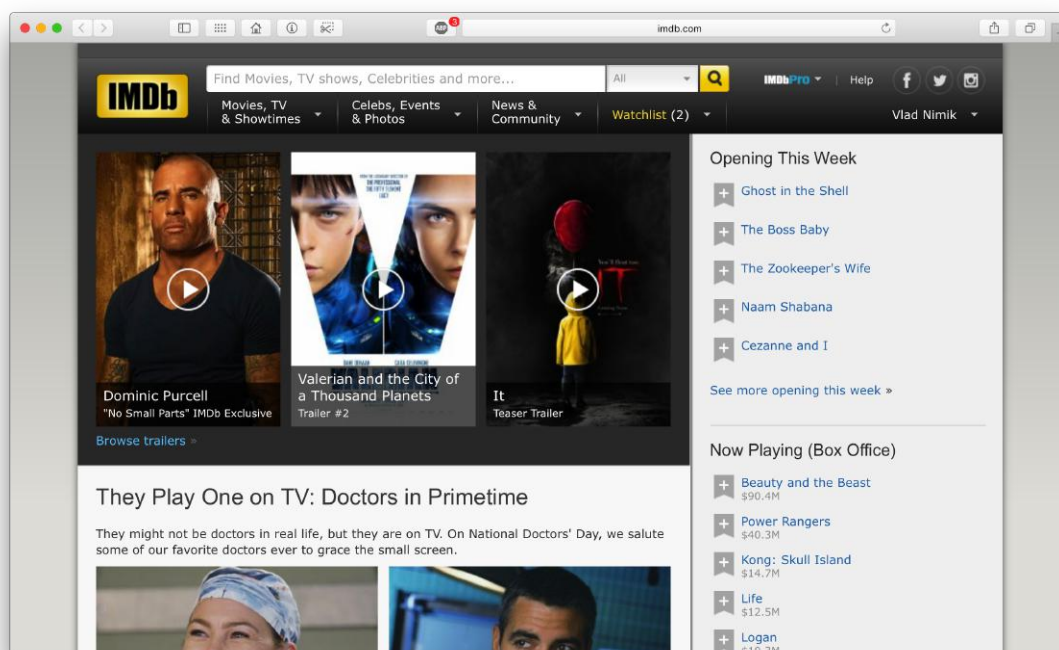 3
imdb.com
IMDb
Find Movies, TV shows, Celebrities and more...
All
IMDbPro
Help
Movies, TV
& Showtimes
Celebs, Events
& Photos
News &
Community
Watchlist (2)
Vlad Nimik
Dominic Purcell
"No Small Parts" IMDb Exclusive
Valerian and the City of
a Thousand Planets
Trailer #2
IT
It
Teaser Trailer
Browse trailers »
They Play One on TV: Doctors in Primetime
They might not be doctors in real life, but they are on TV. On National Doctors' Day, we salute
some of our favorite doctors ever to grace the small screen.
Opening This Week
Ghost in the Shell
The Boss Baby
The Zookeeper's Wife
Naam Shabana
Cezanne and I
See more opening this week »
Now Playing (Box Office)
Beauty and the Beast
$90.4M
Power Rangers
$40.3M
Kong: Skull Island
$14.7M
Life
$12.5M
Logan